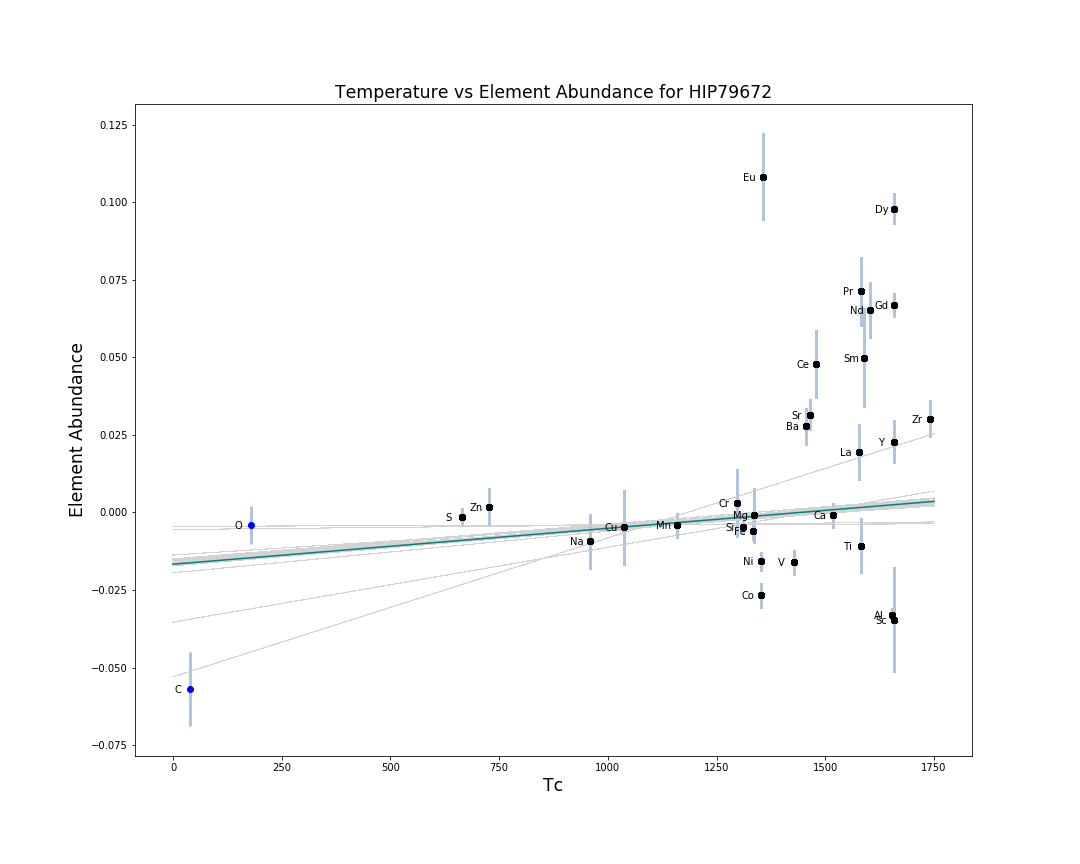 Temperature vs Element Abundance for HIP79672
0.125
0.100
0.075
0.050
0.025
0.000
−0.025
−0.050
−0.075
Element Abundance
0
250
500
750
1000
1250
1500
1750
Tc
Eu
Dy
Pr
Gd
Nd
Sm
Ce
Sr
Ba
Zr
Y
La
Zn
Cr
S
Mg
Ca
O
Cu
Mn
Si
Fe
Na
Ti
Ni
V
Co
Al
Sc
C